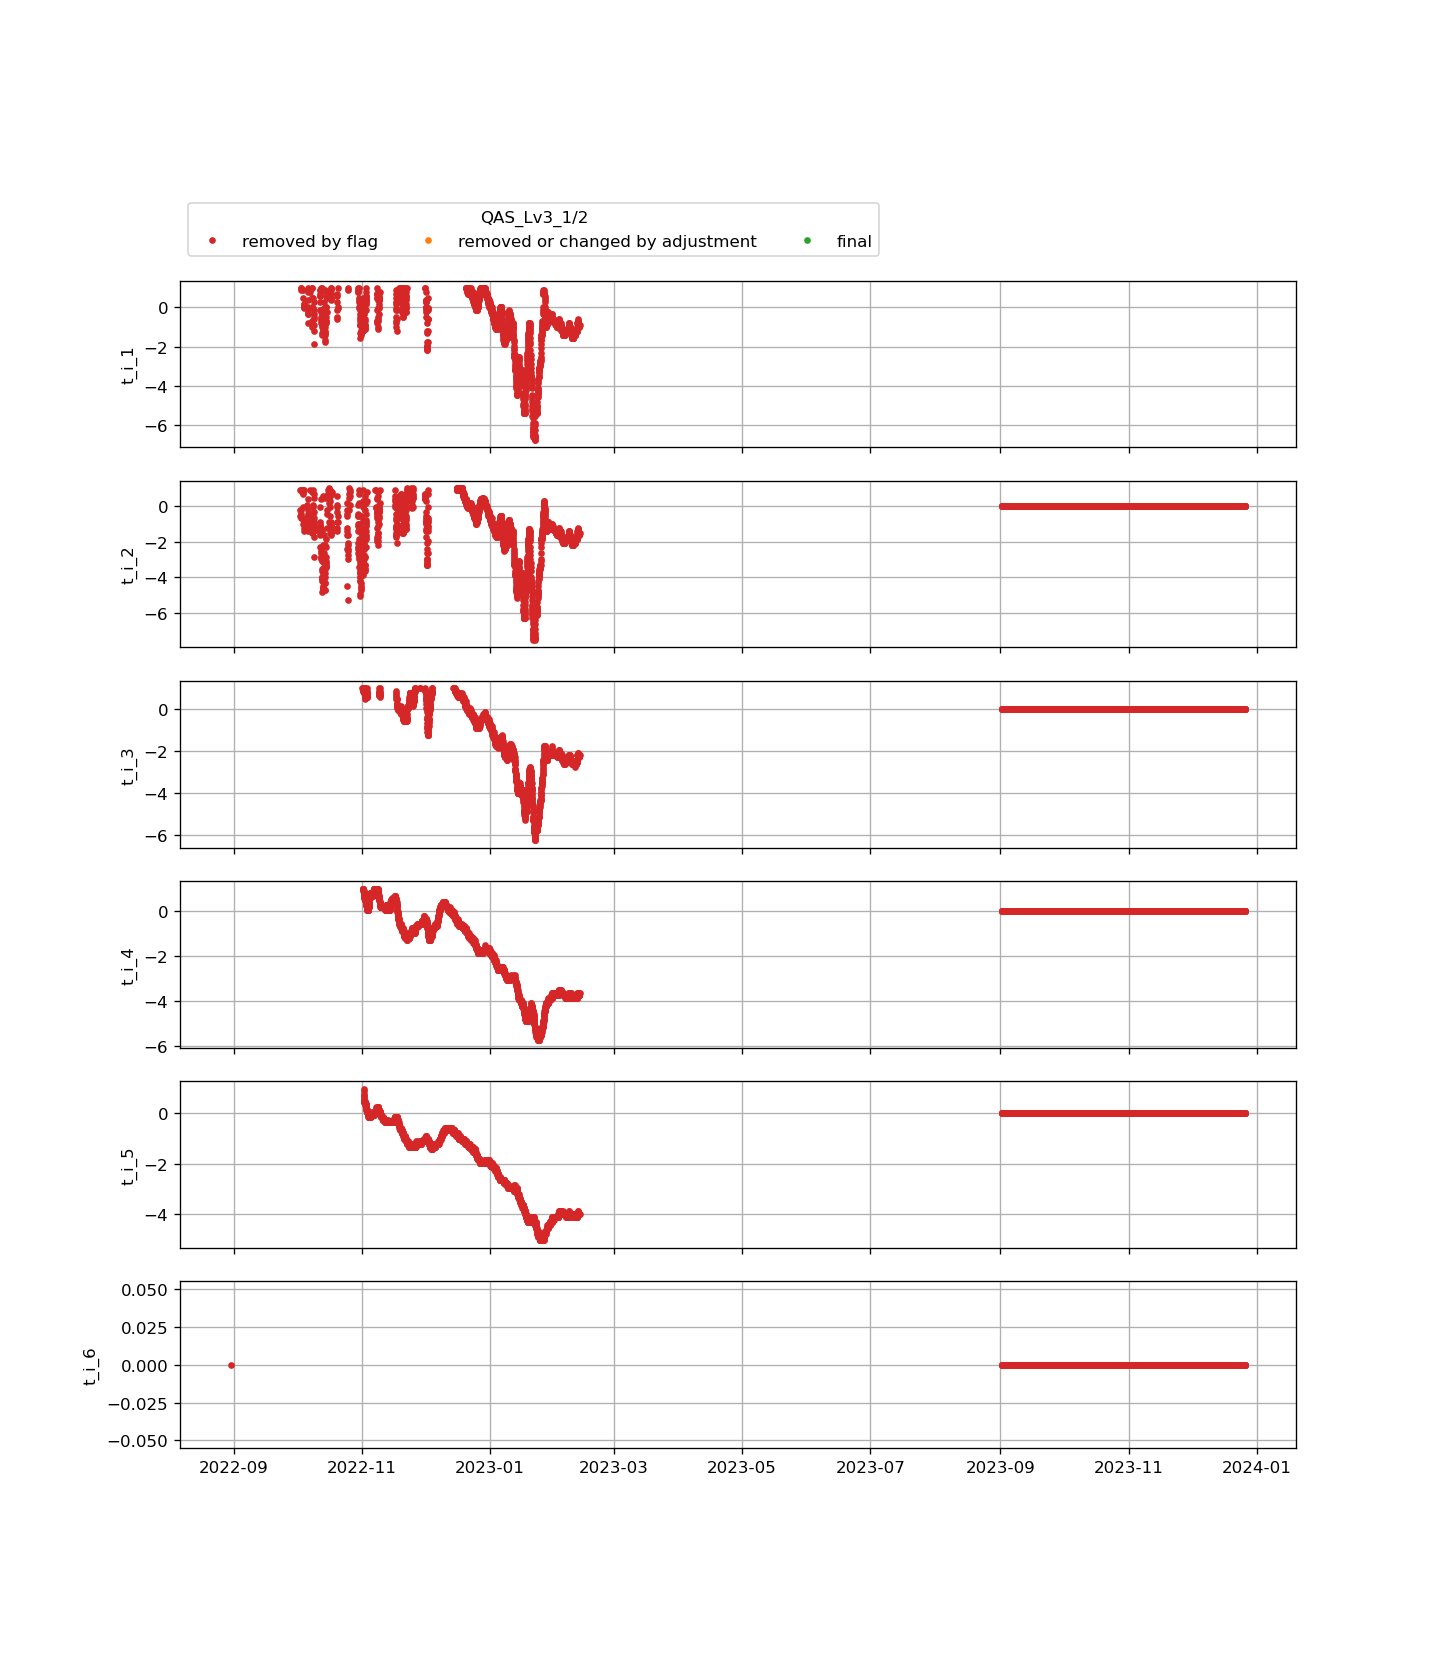 QAS_Lv3_1/2
removed by flag removed or changed by adjustment final
t_i_1
0
−2
−4
−6
t_i_2
0
−2
−4
−6
t_i_3
0
−2
−4
−6
t_i_4
0
−2
−4
−6
t_i_5
0
−2
−4
t_i_6
0.050
0.025
0.000
−0.025
−0.050
2022-09 2022-11 2023-01 2023-03 2023-05 2023-07 2023-09 2023-11 2024-01